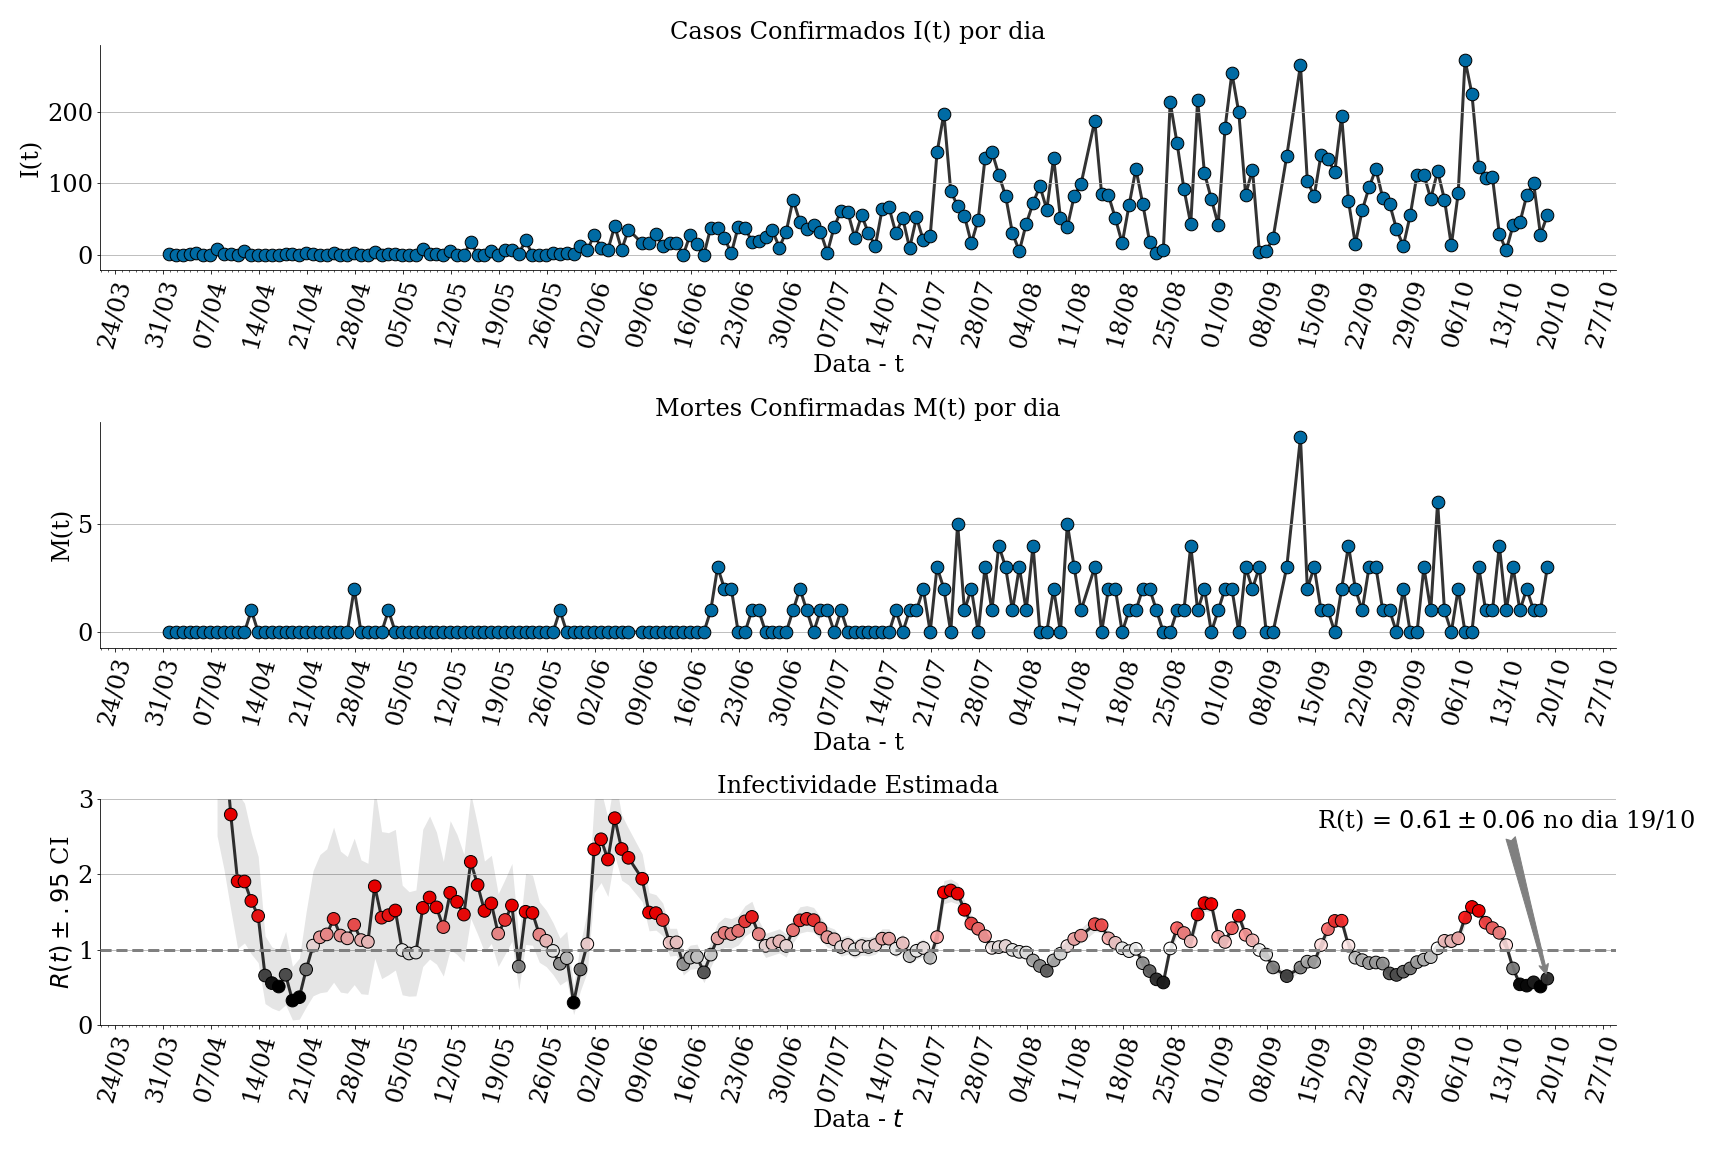 Casos Confirmados I(t) por dia
I(t)
200
100
0
24/03 31/03 07/04 14/04 21/04 28/04 05/05 12/05 19/05 26/05 02/06 09/06 16/06 23/06 30/06 07/07 14/07 21/07 28/07 04/08 11/08 18/08 25/08 01/09 08/09 15/09 22/09 29/09 06/10 13/10 20/10 27/10
Data - t
Mortes Confirmadas M(t) por dia
M(t)
5
0
24/03 31/03 07/04 14/04 21/04 28/04 05/05 12/05 19/05 26/05 02/06 09/06 16/06 23/06 30/06 07/07 14/07 21/07 28/07 04/08 11/08 18/08 25/08 01/09 08/09 15/09 22/09 29/09 06/10 13/10 20/10 27/10
Data - t
Infectividade Estimada
R(t) ± .95 CI
3
2
1
0
R(t) = 0.61 ± 0.06 no dia 19/10
24/03 31/03 07/04 14/04 21/04 28/04 05/05 12/05 19/05 26/05 02/06 09/06 16/06 23/06 30/06 07/07 14/07 21/07 28/07 04/08 11/08 18/08 25/08 01/09 08/09 15/09 22/09 29/09 06/10 13/10 20/10 27/10
Data - t